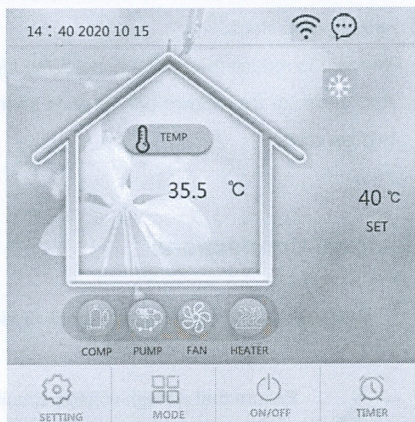 14 : 40 2020 10 15
TEMP
35.5 ℃
40 ℃
SET
COMP PUMP FAN HEATER
SETTING MODE ON/OFF TIMER